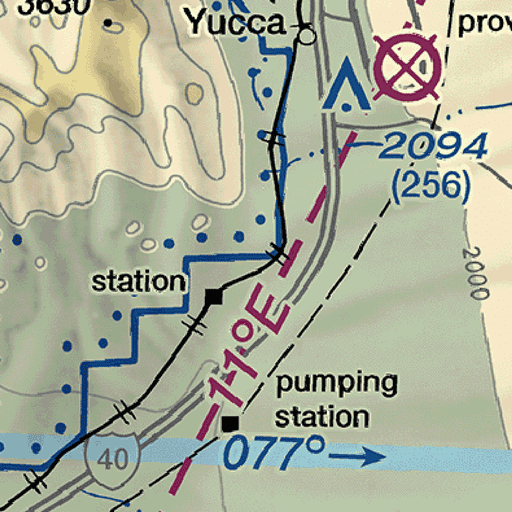 3630
Yucca
prov
2094
(256)
2000
station
11°E
pumping
station
077°
40